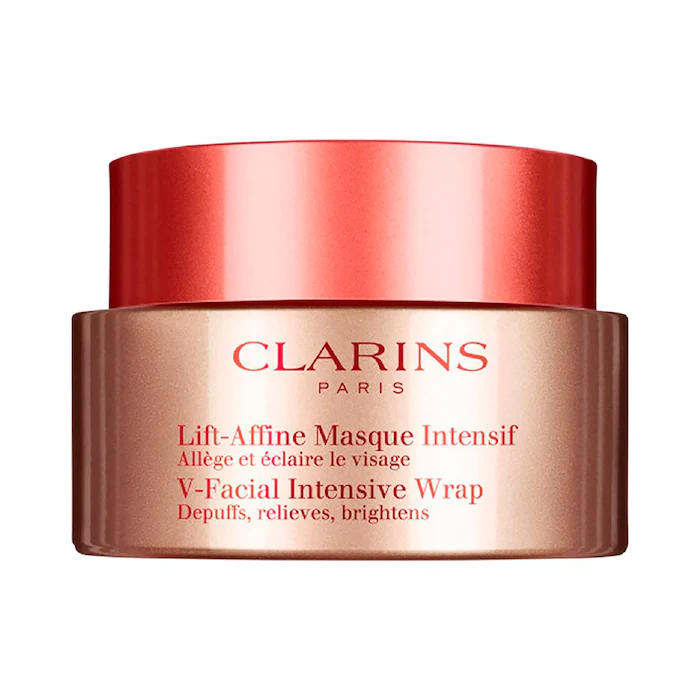 CLARINS
PARIS
Lift-Affine Masque Intensif
Allège et éclaire le visage
V-Facial Intensive Wrap
Depuffs, relieves, brightens